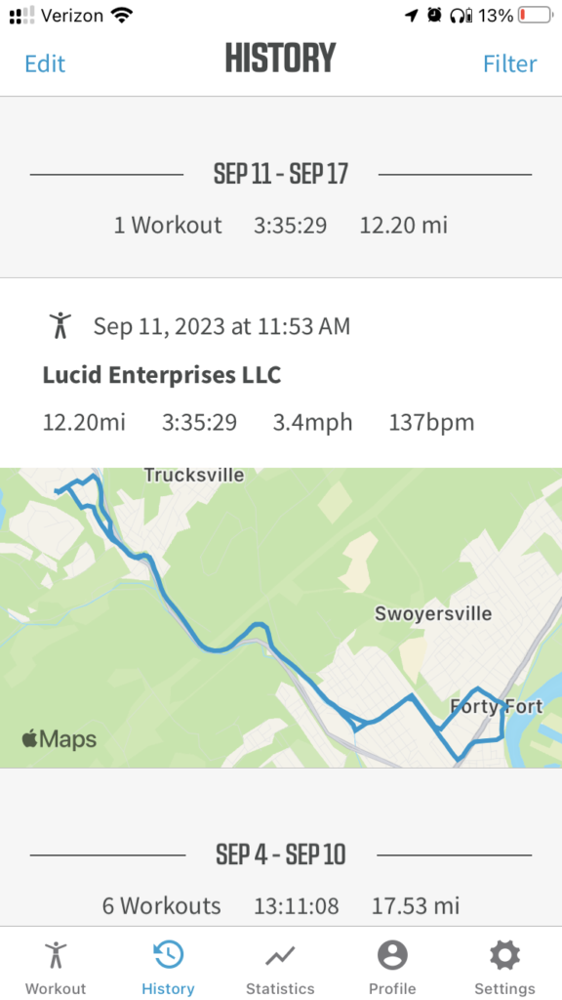 Verizon 13%
Edit HISTORY Filter
SEP 11 - SEP 17
1 Workout 3:35:29 12.20 mi
Sep 11, 2023 at 11:53 AM
Lucid Enterprises LLC
12.20mi 3:35:29 3.4mph 137bpm
Trucksville
Swoyersville
Forty Fort
Maps
SEP 4 - SEP 10
6 Workouts 13:11:08 17.53 mi
Workout History Statistics Profile Settings